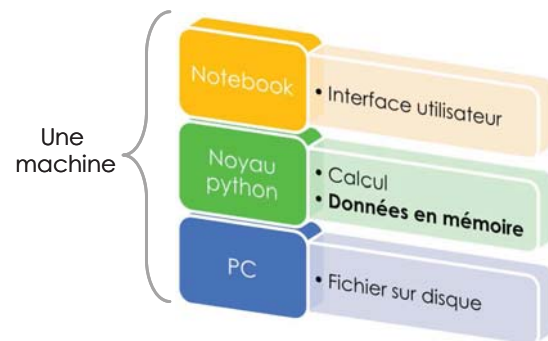 Une
machine
Notebook
• Interface utilisateur
Noyau
python
• Calcul
• Données en mémoire
PC
• Fichier sur disque